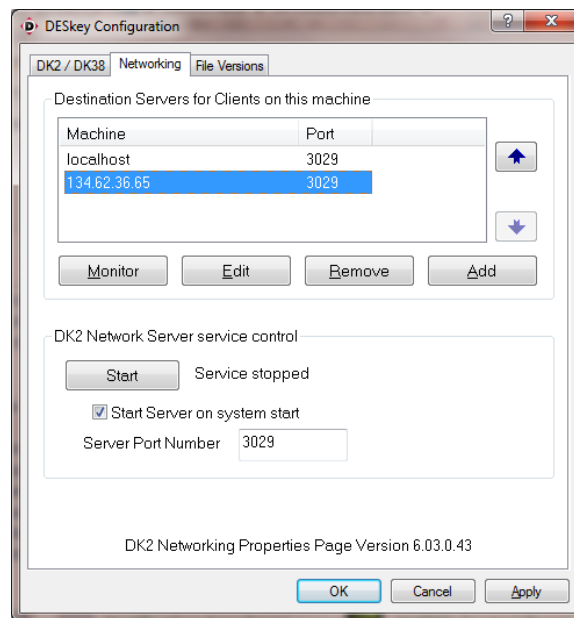 DESkey Configuration
DK2 / DK38 Networking File Versions
Destination Servers for Clients on this machine
Machine Port
localhost 3029
134.62.36.65 3029
Monitor Edit Remove Add
DK2 Network Server service control
Start Service stopped
Start Server on system start
Server Port Number 3029
DK2 Networking Properties Page Version 6.03.0.43
OK Cancel Apply